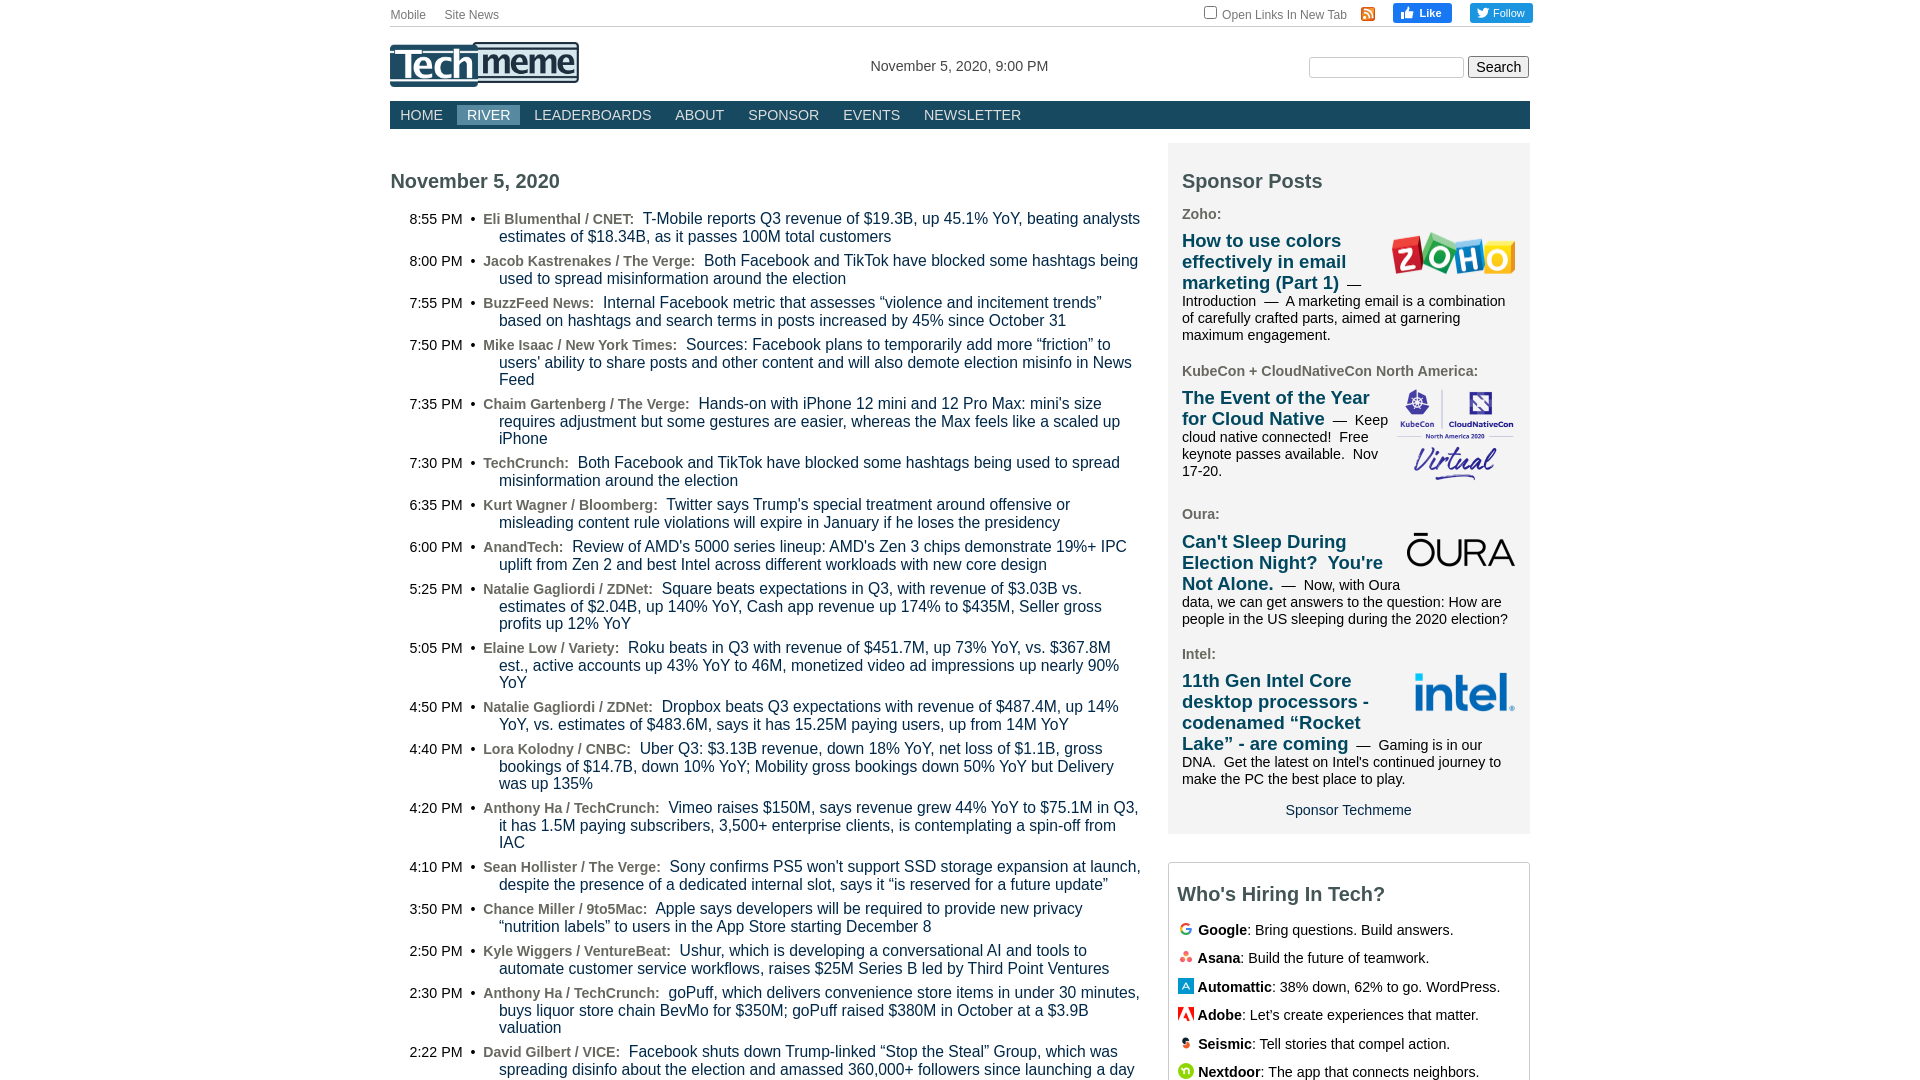 Mobile Site News Open Links In New Tab Like Follow
Techmeme November 5, 2020, 9:00 PM Search
HOME RIVER LEADERBOARDS ABOUT SPONSOR EVENTS NEWSLETTER
November 5, 2020
8:55 PM • Eli Blumenthal / CNET: T-Mobile reports Q3 revenue of $19.3B, up 45.1% YoY, beating analysts
estimates of $18.34B, as it passes 100M total customers
8:00 PM • Jacob Kastrenakes / The Verge: Both Facebook and TikTok have blocked some hashtags being
used to spread misinformation around the election
7:55 PM • BuzzFeed News: Internal Facebook metric that assesses “violence and incitement trends”
based on hashtags and search terms in posts increased by 45% since October 31
7:50 PM • Mike Isaac / New York Times: Sources: Facebook plans to temporarily add more “friction” to
users' ability to share posts and other content and will also demote election misinfo in News
Feed
7:35 PM • Chaim Gartenberg / The Verge: Hands-on with iPhone 12 mini and 12 Pro Max: mini's size
requires adjustment but some gestures are easier, whereas the Max feels like a scaled up
iPhone
7:30 PM • TechCrunch: Both Facebook and TikTok have blocked some hashtags being used to spread
misinformation around the election
6:35 PM • Kurt Wagner / Bloomberg: Twitter says Trump's special treatment around offensive or
misleading content rule violations will expire in January if he loses the presidency
6:00 PM • AnandTech: Review of AMD's 5000 series lineup: AMD's Zen 3 chips demonstrate 19%+ IPC
uplift from Zen 2 and best Intel across different workloads with new core design
5:25 PM • Natalie Gagliordi / ZDNet: Square beats expectations in Q3, with revenue of $3.03B vs.
estimates of $2.04B, up 140% YoY, Cash app revenue up 174% to $435M, Seller gross
profits up 12% YoY
5:05 PM • Elaine Low / Variety: Roku beats in Q3 with revenue of $451.7M, up 73% YoY, vs. $367.8M
est., active accounts up 43% YoY to 46M, monetized video ad impressions up nearly 90%
YoY
4:50 PM • Natalie Gagliordi / ZDNet: Dropbox beats Q3 expectations with revenue of $487.4M, up 14%
YoY, vs. estimates of $483.6M, says it has 15.25M paying users, up from 14M YoY
4:40 PM • Lora Kolodny / CNBC: Uber Q3: $3.13B revenue, down 18% YoY, net loss of $1.1B, gross
bookings of $14.7B, down 10% YoY; Mobility gross bookings down 50% YoY but Delivery
was up 135%
4:20 PM • Anthony Ha / TechCrunch: Vimeo raises $150M, says revenue grew 44% YoY to $75.1M in Q3,
it has 1.5M paying subscribers, 3,500+ enterprise clients, is contemplating a spin-off from
IAC
4:10 PM • Sean Hollister / The Verge: Sony confirms PS5 won't support SSD storage expansion at launch,
despite the presence of a dedicated internal slot, says it “is reserved for a future update”
3:50 PM • Chance Miller / 9to5Mac: Apple says developers will be required to provide new privacy
“nutrition labels” to users in the App Store starting December 8
2:50 PM • Kyle Wiggers / VentureBeat: Ushur, which is developing a conversational AI and tools to
automate customer service workflows, raises $25M Series B led by Third Point Ventures
2:30 PM • Anthony Ha / TechCrunch: goPuff, which delivers convenience store items in under 30 minutes,
buys liquor store chain BevMo for $350M; goPuff raised $380M in October at a $3.9B
valuation
2:22 PM • David Gilbert / VICE: Facebook shuts down Trump-linked “Stop the Steal” Group, which was
spreading disinfo about the election and amassed 360,000+ followers since launching a day
Sponsor Posts
Zoho:
ZOHO
How to use colors
effectively in email
marketing (Part 1) —
Introduction — A marketing email is a combination
of carefully crafted parts, aimed at garnering
maximum engagement.
KubeCon + CloudNativeCon North America:
The Event of the Year
for Cloud Native — Keep
cloud native connected! Free
keynote passes available. Nov
17-20.
KubeCon CloudNativeCon
North America 2020
Virtual
Oura:
ŌURA
Can't Sleep During
Election Night? You're
Not Alone. — Now, with Oura
data, we can get answers to the question: How are
people in the US sleeping during the 2020 election?
Intel:
intel®
11th Gen Intel Core
desktop processors -
codenamed “Rocket
Lake” - are coming — Gaming is in our
DNA. Get the latest on Intel's continued journey to
make the PC the best place to play.
Sponsor Techmeme
Who's Hiring In Tech?
Google: Bring questions. Build answers.
Asana: Build the future of teamwork.
Automattic: 38% down, 62% to go. WordPress.
Adobe: Let’s create experiences that matter.
Seismic: Tell stories that compel action.
Nextdoor: The app that connects neighbors.